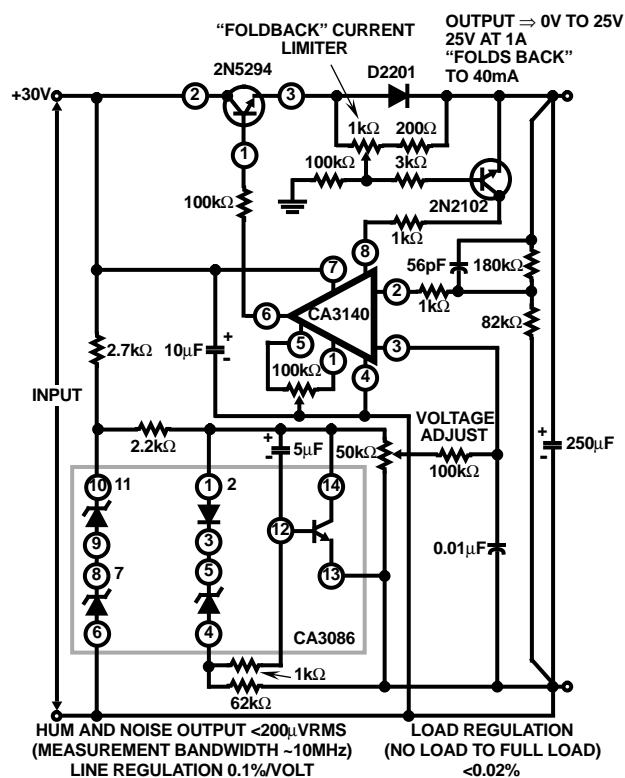 OUTPUT ⇒ 0V TO 25V
25V AT 1A
"FOLDS BACK"
TO 40mA
"FOLDBACK" CURRENT
LIMITER
2N5294
D2201
+30V
2
3
1kΩ
200Ω
1
100kΩ
3kΩ
100kΩ
2N2102
8
1kΩ
7
56pF
180kΩ
2
1kΩ
6
CA3140
82kΩ
5
3
1
2.7kΩ
10μF
+
-
100kΩ
4
INPUT
VOLTAGE
ADJUST
2.2kΩ
+
-
5μF
50kΩ
100kΩ
+
-
250μF
10
11
1
2
14
9
3
12
0.01μF
8
7
5
13
6
4
CA3086
1kΩ
62kΩ
HUM AND NOISE OUTPUT <200μVRMS
(MEASUREMENT BANDWIDTH ~10MHz)
LINE REGULATION 0.1%/VOLT
LOAD REGULATION
(NO LOAD TO FULL LOAD)
<0.02%